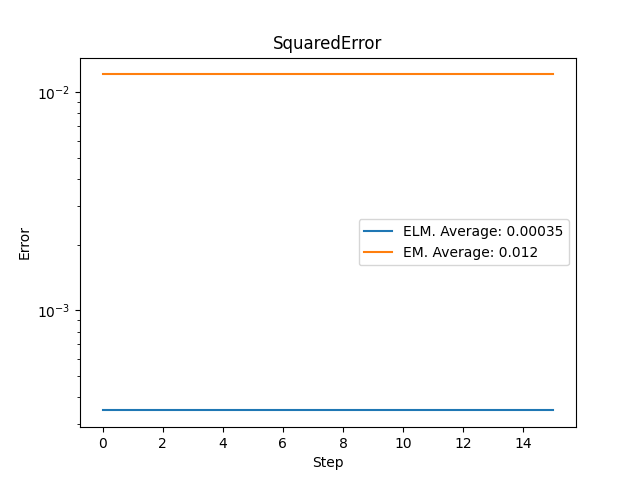 SquaredError
10⁻²
10⁻³
Error
ELM. Average: 0.00035
EM. Average: 0.012
0 2 4 6 8 10 12 14
Step